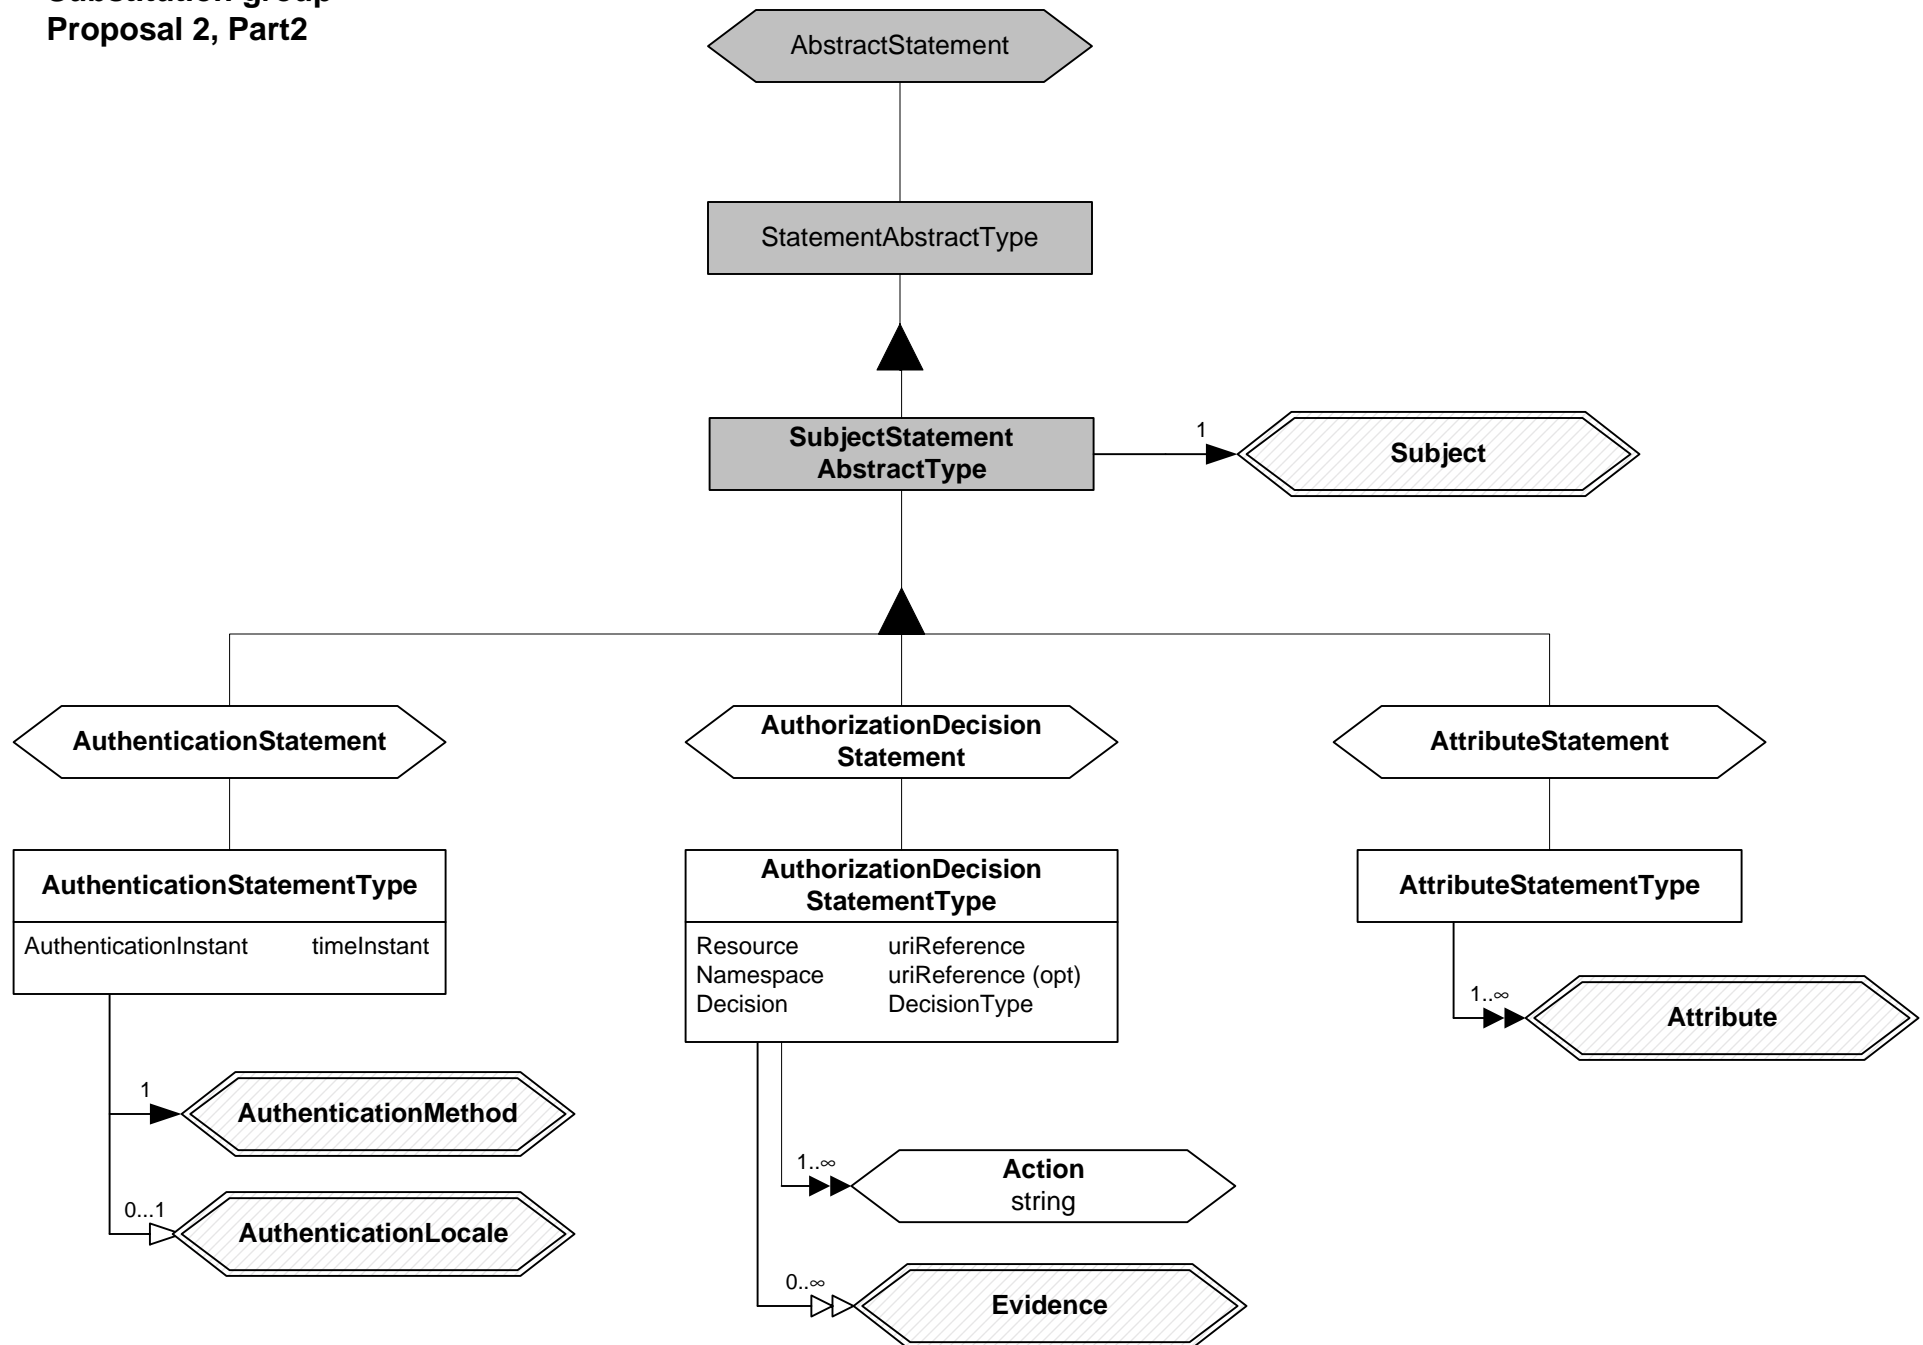 Substitution group
Proposal 2, Part2
AbstractStatement
StatementAbstractType
SubjectStatement
AbstractType
1
Subject
AuthenticationStatement
AuthorizationDecision
Statement
AttributeStatement
AuthenticationStatementType
AuthenticationInstant timeInstant
AuthorizationDecision
StatementType
Resource uriReference
Namespace uriReference (opt)
Decision DecisionType
AttributeStatementType
1..∞
Attribute
1
AuthenticationMethod
0...1
AuthenticationLocale
1..∞
Action
string
0..∞
Evidence